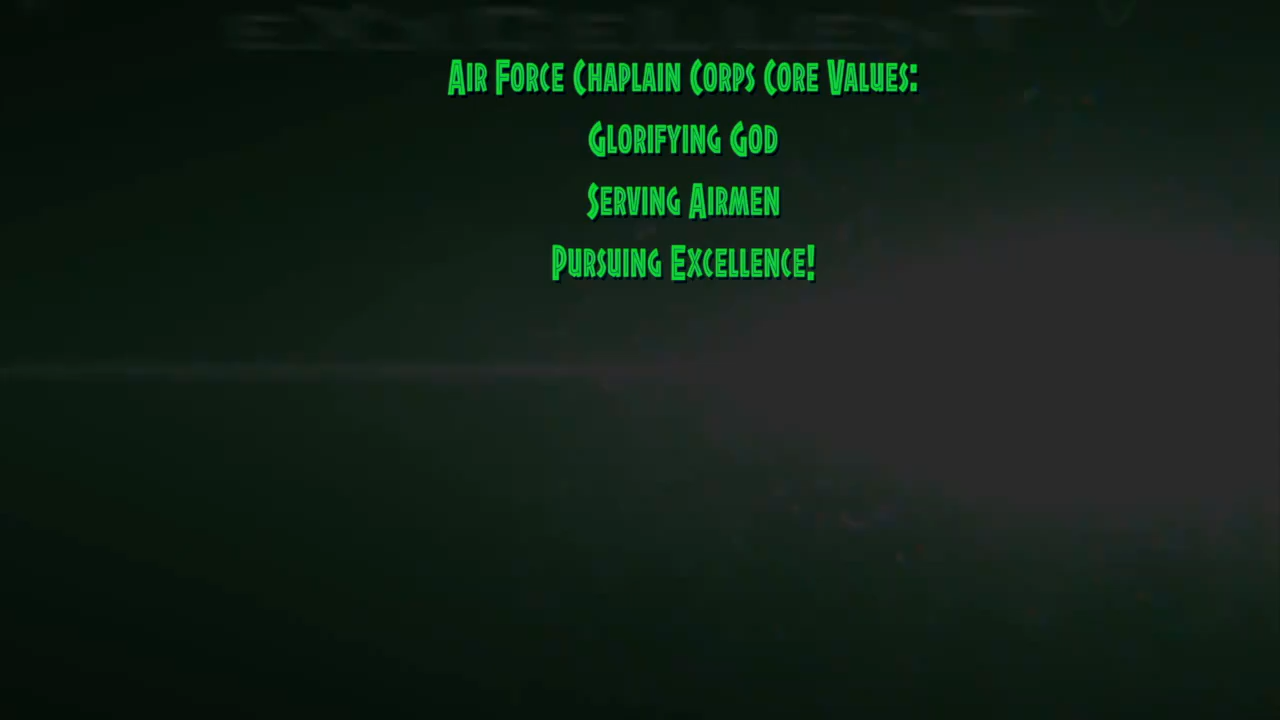 Air Force Chaplain Corps Core Values:
Glorifying God
Serving Airmen
Pursuing Excellence!